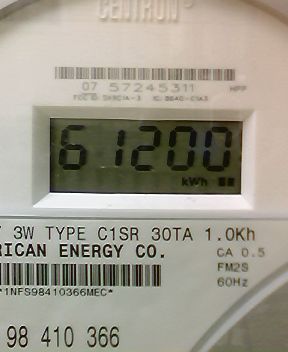 CENTRON
07 57245311
61200
kWh
3W TYPE C1SR 30TA 1.0Kh
RICAN ENERGY CO.
CA 0.5
FM2S
60Hz
*1NFS98410366MEC*
98 410 366